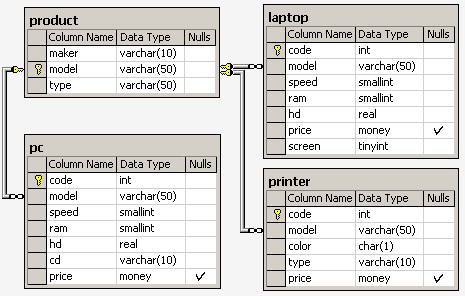 product
Column Name Data Type Nulls
maker varchar(10)
model varchar(50)
type varchar(50)
laptop
Column Name Data Type Nulls
code int
model varchar(50)
speed smallint
ram smallint
hd real
price money ✓
screen tinyint
pc
Column Name Data Type Nulls
code int
model varchar(50)
speed smallint
ram smallint
hd real
cd varchar(10)
price money ✓
printer
Column Name Data Type Nulls
code int
model varchar(50)
color char(1)
type varchar(10)
price money ✓